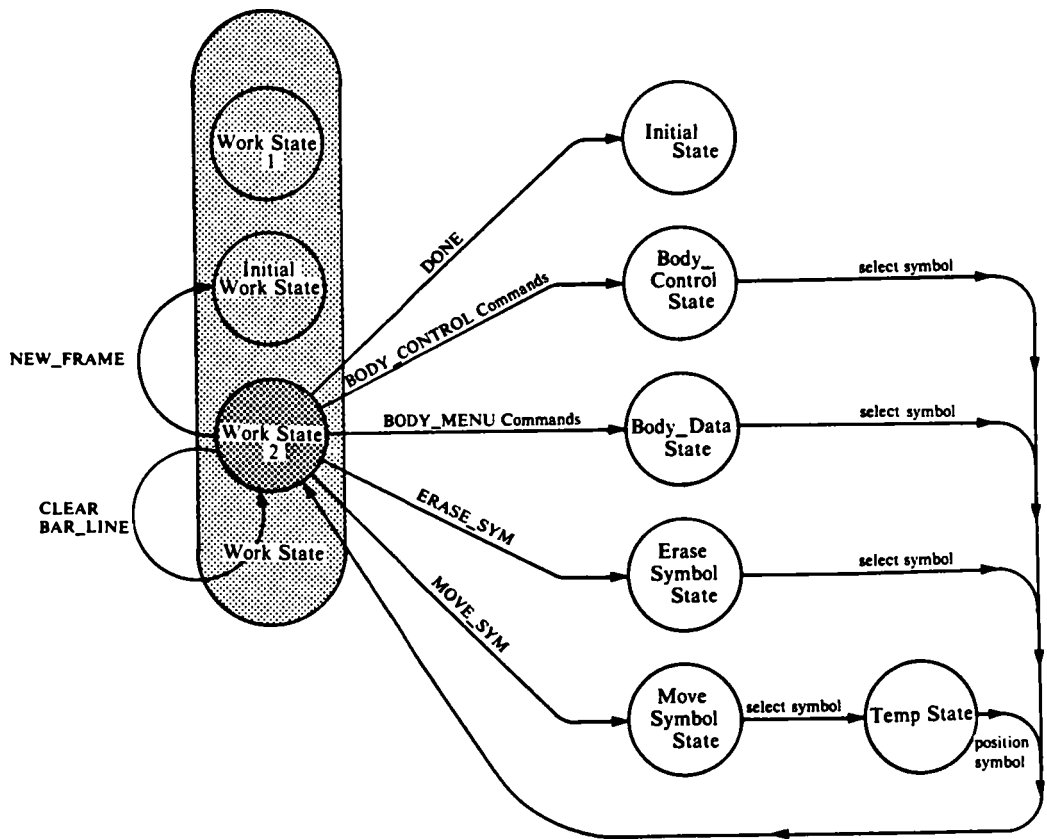 Work State
1
Initial
Work State
NEW_FRAME
Work State
2
CLEAR
BAR_LINE
Work State
DONE
BODY_CONTROL Commands
BODY_MENU Commands
ERASE_SYM
MOVE_SYM
Initial
State
Body_
Control
State
select symbol
Body_Data
State
select symbol
Erase
Symbol
State
select symbol
Move
Symbol
State
select symbol
Temp State
position
symbol